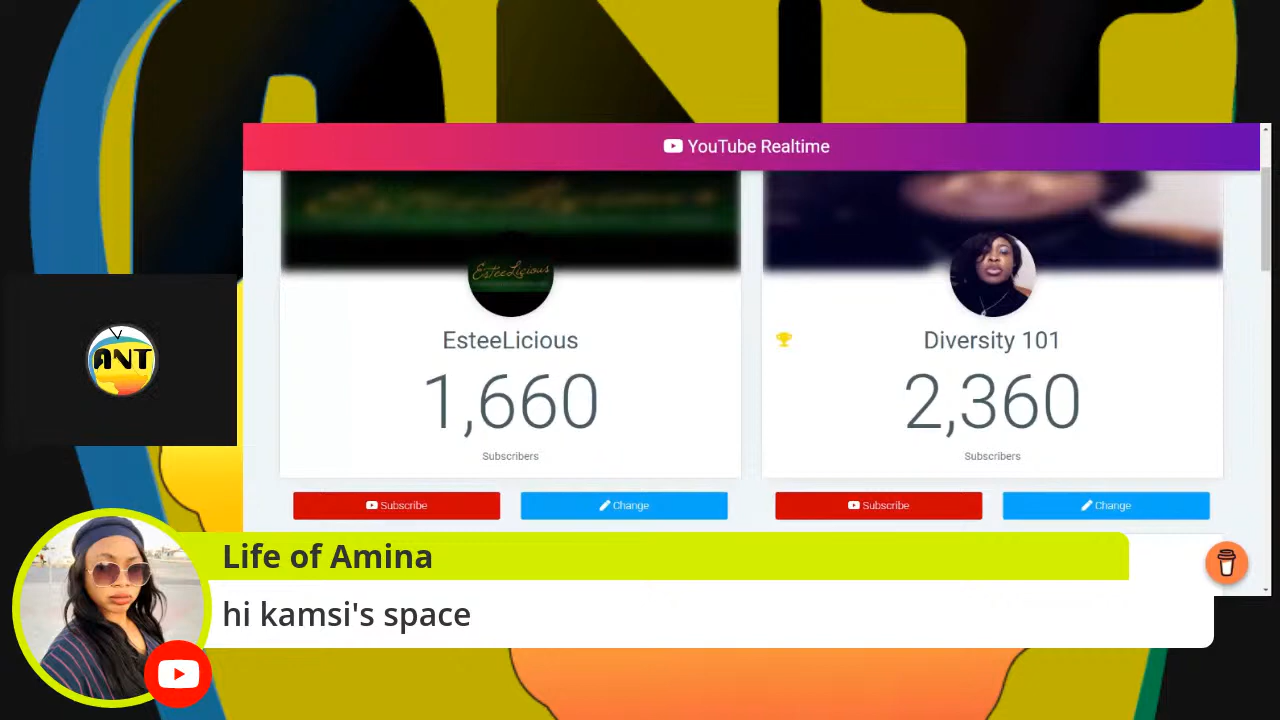 ANT
YouTube Realtime
EsteeLicious
EsteeLicious
1,660
Subscribers
Subscribe
Change
Diversity 101
2,360
Subscribers
Subscribe
Change
ANT
Life of Amina
hi kamsi's space